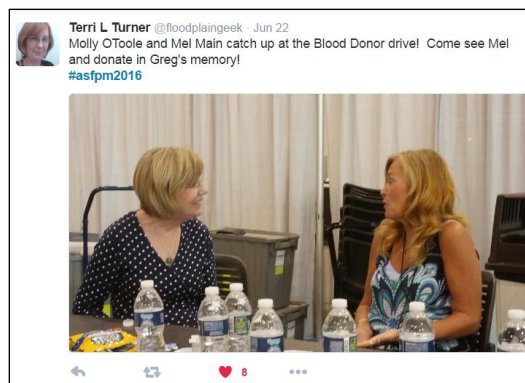 Terri L Turner @floodplaingeek · Jun 22
Molly OToole and Mel Main catch up at the Blood Donor drive! Come see Mel
and donate in Greg's memory!
#asfpm2016
8